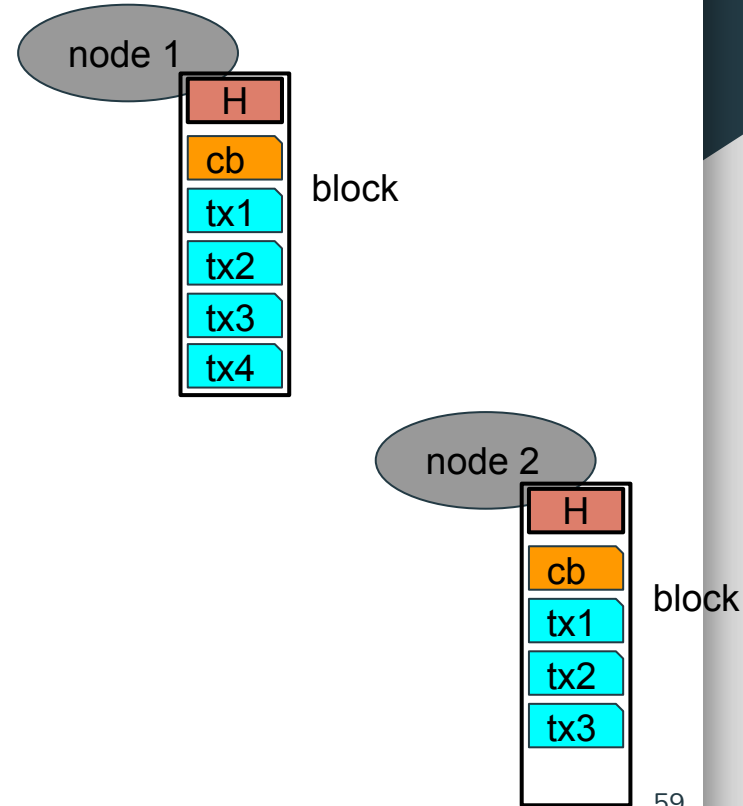 node 1
H
cb
block
tx1
tx2
tx3
tx4
node 2
H
cb
block
tx1
tx2
tx3
59